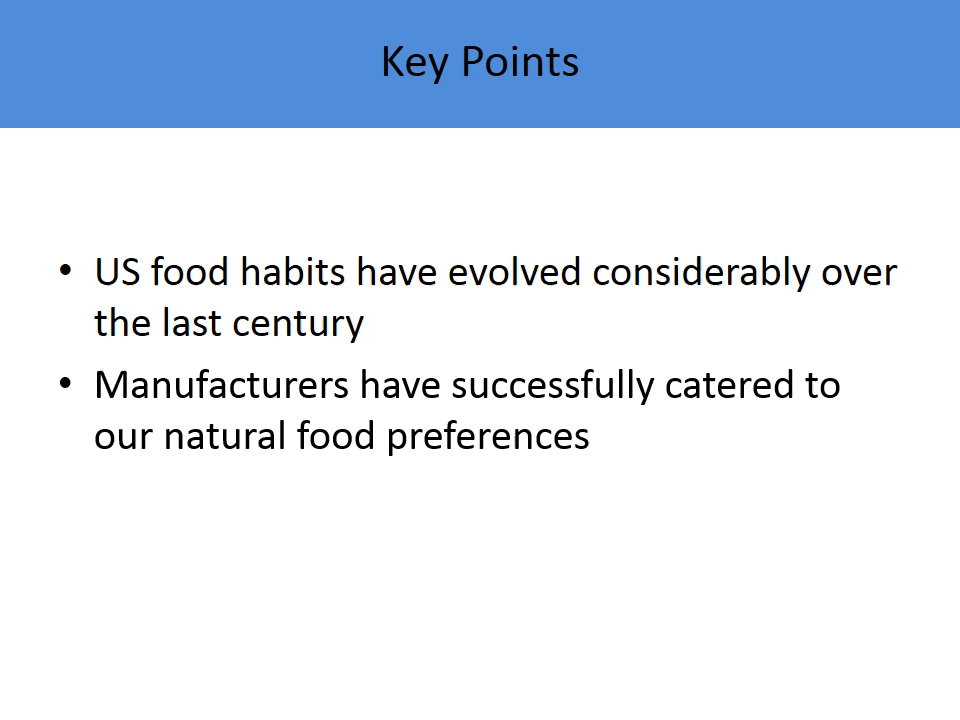 Key Points
• US food habits have evolved considerably over
the last century
• Manufacturers have successfully catered to
our natural food preferences